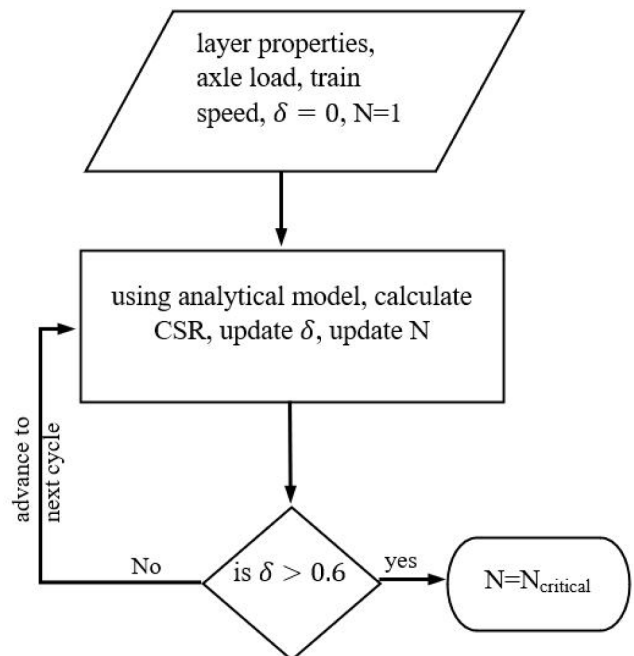 layer properties,
axle load, train
speed, δ = 0, N=1
using analytical model, calculate
CSR, update δ, update N
advance to
next cycle
No
is δ > 0.6
yes
N=N_critical